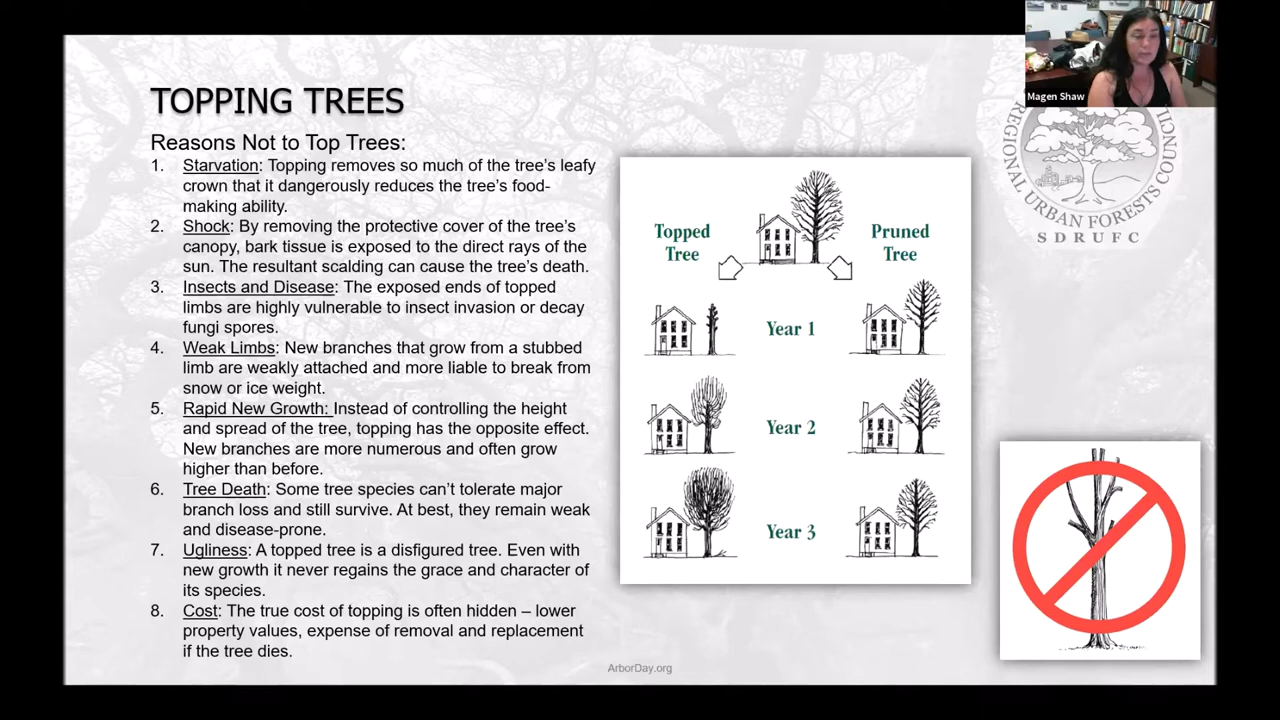 TOPPING TREES
Reasons Not to Top Trees:
1. Starvation: Topping removes so much of the tree’s leafy
crown that it dangerously reduces the tree’s food-
making ability.
2. Shock: By removing the protective cover of the tree’s
canopy, bark tissue is exposed to the direct rays of the
sun. The resultant scalding can cause the tree’s death.
3. Insects and Disease: The exposed ends of topped
limbs are highly vulnerable to insect invasion or decay
fungi spores.
4. Weak Limbs: New branches that grow from a stubbed
limb are weakly attached and more liable to break from
snow or ice weight.
5. Rapid New Growth: Instead of controlling the height
and spread of the tree, topping has the opposite effect.
New branches are more numerous and often grow
higher than before.
6. Tree Death: Some tree species can’t tolerate major
branch loss and still survive. At best, they remain weak
and disease-prone.
7. Ugliness: A topped tree is a disfigured tree. Even with
new growth it never regains the grace and character of
its species.
8. Cost: The true cost of topping is often hidden – lower
property values, expense of removal and replacement
if the tree dies.
Topped
Tree
Pruned
Tree
Year 1
Year 2
Year 3
ArborDay.org
Magen Shaw
REGIONAL URBAN FORESTS COUNCIL
SDRUFC